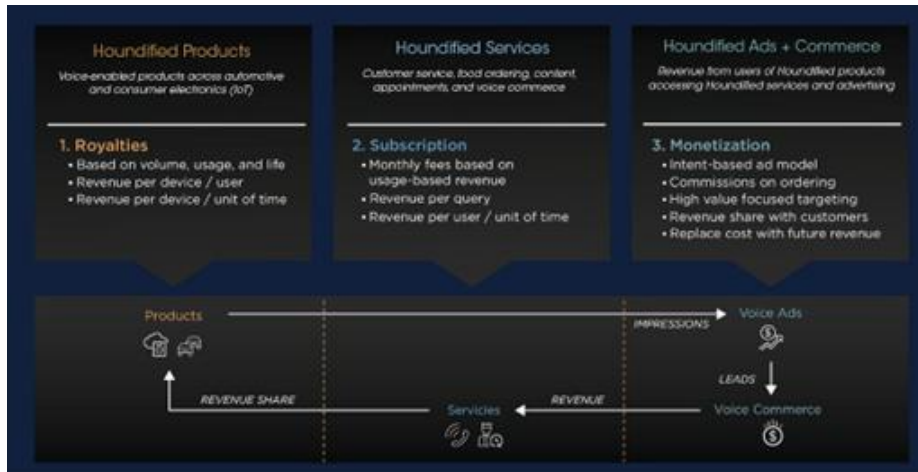 Houndified Products
Voice-enabled products across automotive
and consumer electronics (IoT)
1. Royalties
• Based on volume, usage, and life
• Revenue per device / user
• Revenue per device / unit of time
Houndified Services
Customer service, food ordering, content,
appointments, and voice commerce
2. Subscription
• Monthly fees based on
usage-based revenue
• Revenue per query
• Revenue per user / unit of time
Houndified Ads + Commerce
Revenue from users of Houndified products
accessing Houndified services and advertising
3. Monetization
• Intent-based ad model
• Commissions on ordering
• High value focused targeting
• Revenue share with customers
• Replace cost with future revenue
Products
IMPRESSIONS
Voice Ads
LEADS
REVENUE SHARE
Servicies
REVENUE
Voice Commerce